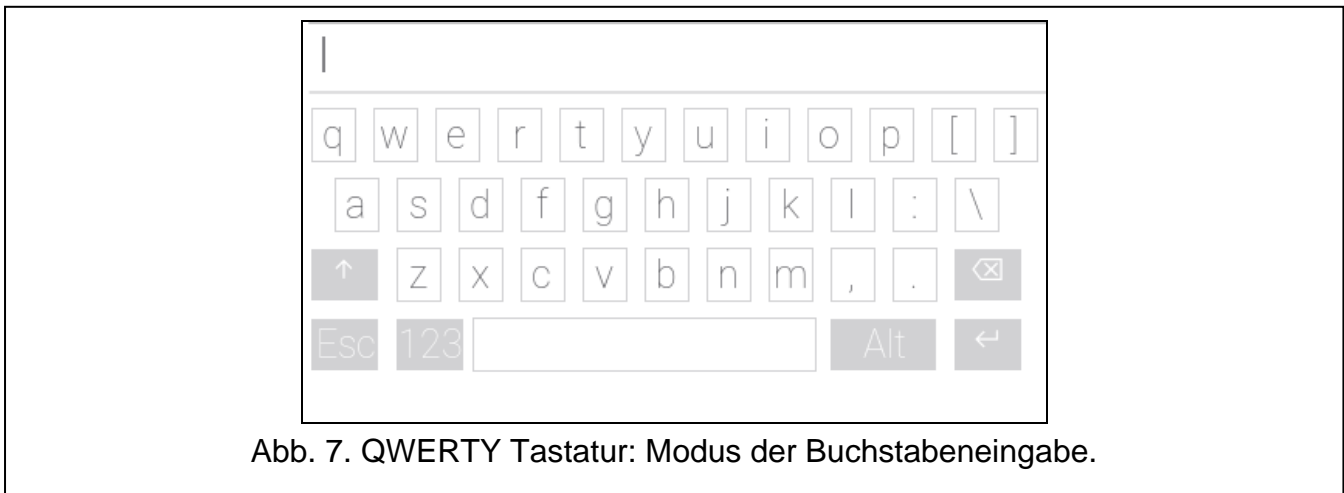 q w e r t y u i o p [ ]
a s d f g h j k l : \
↑ z x c v b n m , . ⌫
Esc 123 Alt ↵
Abb. 7. QWERTY Tastatur: Modus der Buchstabeneingabe.